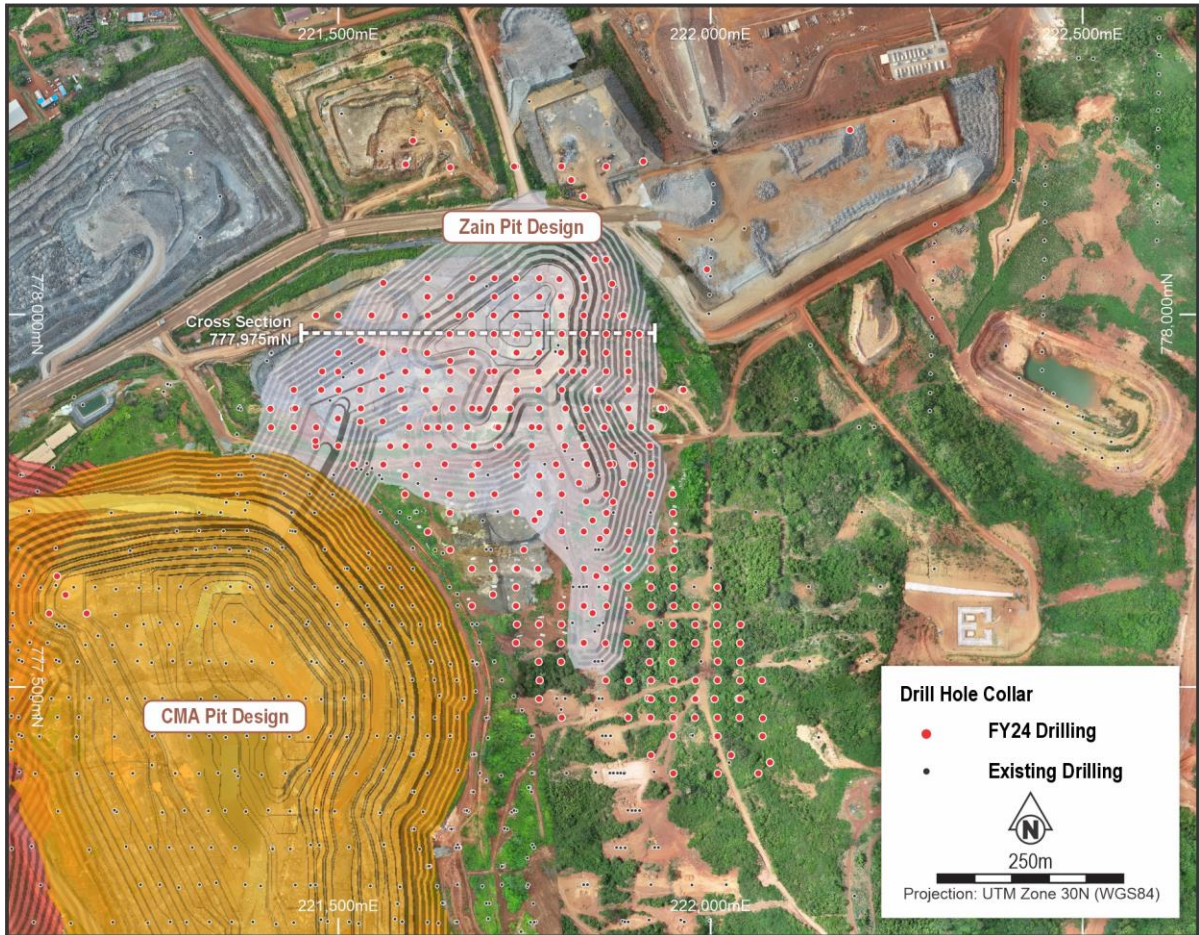 221,500mE
222,000mE
222,500mE
Zain Pit Design
778,000mN
Cross Section
777,975mN
778,000mN
777,500mN
CMA Pit Design
Drill Hole Collar
FY24 Drilling
Existing Drilling
N
250m
Projection: UTM Zone 30N (WGS84)
221,500mE
222,000mE